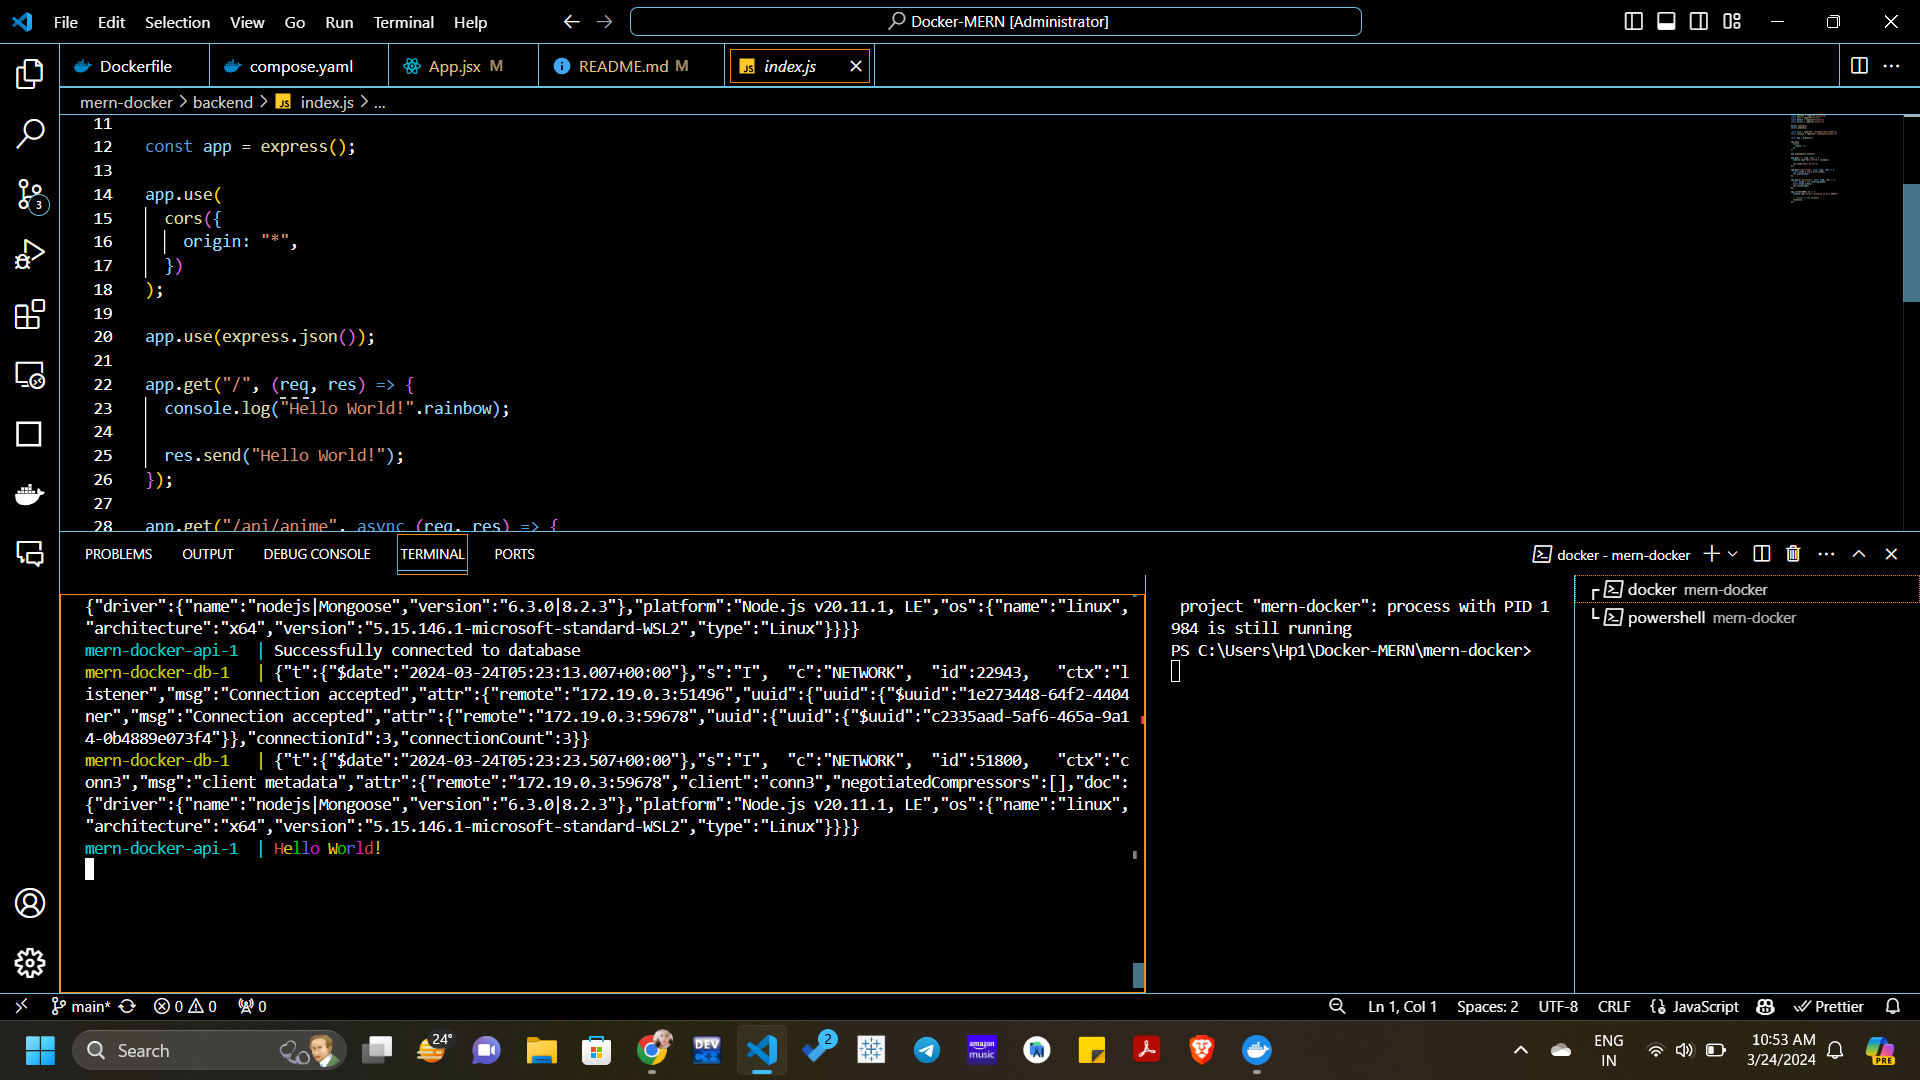 File Edit Selection View Go Run Terminal Help
Docker-MERN [Administrator]
Dockerfile
compose.yaml
App.jsx M
README.md M
JS index.js
mern-docker > backend > JS index.js > ...
11
12 const app = express();
13
14 app.use(
15 cors({
16 origin: "*",
17 })
18 );
19
20 app.use(express.json());
21
22 app.get("/", (req, res) => {
23 console.log("Hello World!".rainbow);
24
25 res.send("Hello World!");
26 });
27
28 app.get("/api/anime", async (req, res) => {
3
PROBLEMS OUTPUT DEBUG CONSOLE TERMINAL PORTS
docker - mern-docker
{"driver":{"name":"nodejs|Mongoose","version":"6.3.0|8.2.3"},"platform":"Node.js v20.11.1, LE","os":{"name":"linux",
"architecture":"x64","version":"5.15.146.1-microsoft-standard-WSL2","type":"Linux"}}}}
mern-docker-api-1 | Successfully connected to database
mern-docker-db-1 | {"t":{"$date":"2024-03-24T05:23:13.007+00:00"},"s":"I", "c":"NETWORK", "id":22943, "ctx":"l
istener","msg":"Connection accepted","attr":{"remote":"172.19.0.3:51496","uuid":{"uuid":{"$uuid":"1e273448-64f2-4404
ner","msg":"Connection accepted","attr":{"remote":"172.19.0.3:59678","uuid":{"uuid":{"$uuid":"c2335aad-5af6-465a-9a1
4-0b4889e073f4"}},"connectionId":3,"connectionCount":3}}
mern-docker-db-1 | {"t":{"$date":"2024-03-24T05:23:23.507+00:00"},"s":"I", "c":"NETWORK", "id":51800, "ctx":"c
onn3","msg":"client metadata","attr":{"remote":"172.19.0.3:59678","client":"conn3","negotiatedCompressors":[],"doc":
{"driver":{"name":"nodejs|Mongoose","version":"6.3.0|8.2.3"},"platform":"Node.js v20.11.1, LE","os":{"name":"linux",
"architecture":"x64","version":"5.15.146.1-microsoft-standard-WSL2","type":"Linux"}}}}
mern-docker-api-1 | Hello World!
project "mern-docker": process with PID 1
984 is still running
PS C:\Users\Hp1\Docker-MERN\mern-docker>
docker mern-docker
powershell mern-docker
main* 0 0 0
Ln 1, Col 1 Spaces: 2 UTF-8 CRLF {} JavaScript Prettier
Search
24°
DEV
C++
2
amazon
music
ENG
IN
10:53 AM
3/24/2024
PRE